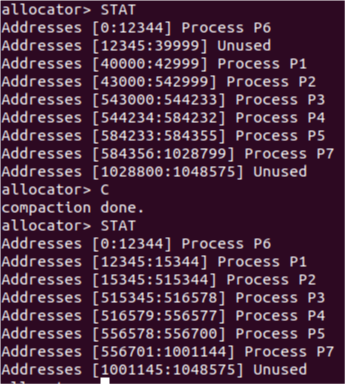 allocator> STAT
Addresses [0:12344] Process P6
Addresses [12345:39999] Unused
Addresses [40000:42999] Process P1
Addresses [43000:542999] Process P2
Addresses [543000:544233] Process P3
Addresses [544234:584232] Process P4
Addresses [584233:584355] Process P5
Addresses [584356:1028799] Process P7
Addresses [1028800:1048575] Unused
allocator> C
compaction done.
allocator> STAT
Addresses [0:12344] Process P6
Addresses [12345:15344] Process P1
Addresses [15345:515344] Process P2
Addresses [515345:516578] Process P3
Addresses [516579:556577] Process P4
Addresses [556578:556700] Process P5
Addresses [556701:1001144] Process P7
Addresses [1001145:1048575] Unused